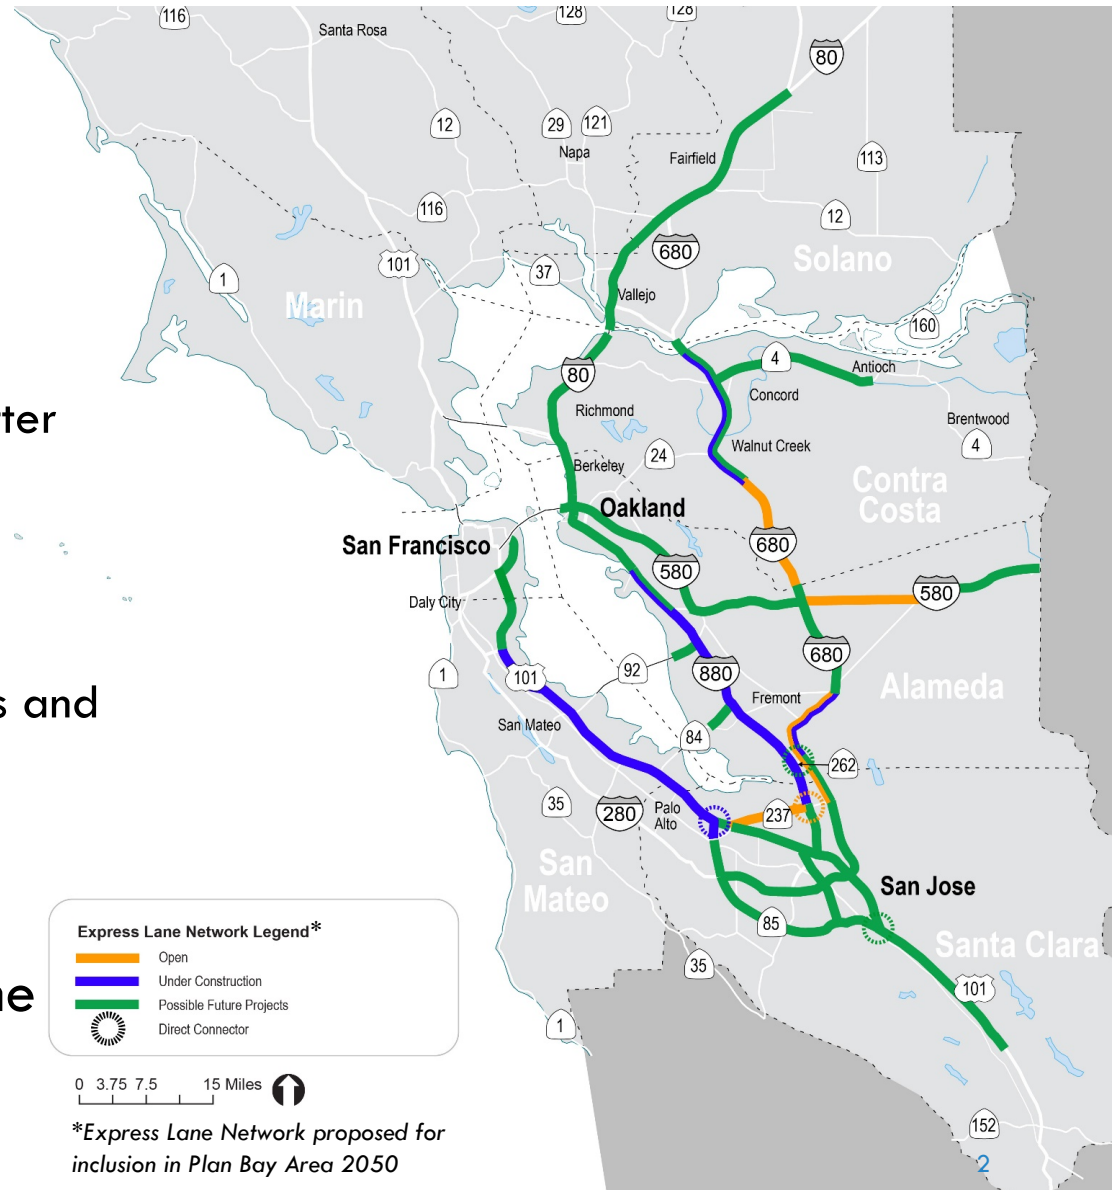 116
128
128
Santa Rosa
80
12
29
121
Napa
Fairfield
113
116
12
680
Solano
101
37
1
Marin
Vallejo
160
4
Antioch
80
Concord
Richmond
Brentwood
4
ter
Walnut Creek
24
Berkeley
Contra
Costa
Oakland
San Francisco
680
580
580
Daly City
680
92
1
101
880
Alameda
s and
Fremont
San Mateo
84
262
35
280
Palo
Alto
237
San
Mateo
San Jose
85
Santa Clara
35
101
ne
1
Express Lane Network Legend*
Open
Under Construction
Possible Future Projects
Direct Connector
0 3.75 7.5 15 Miles
*Express Lane Network proposed for
inclusion in Plan Bay Area 2050
152
2